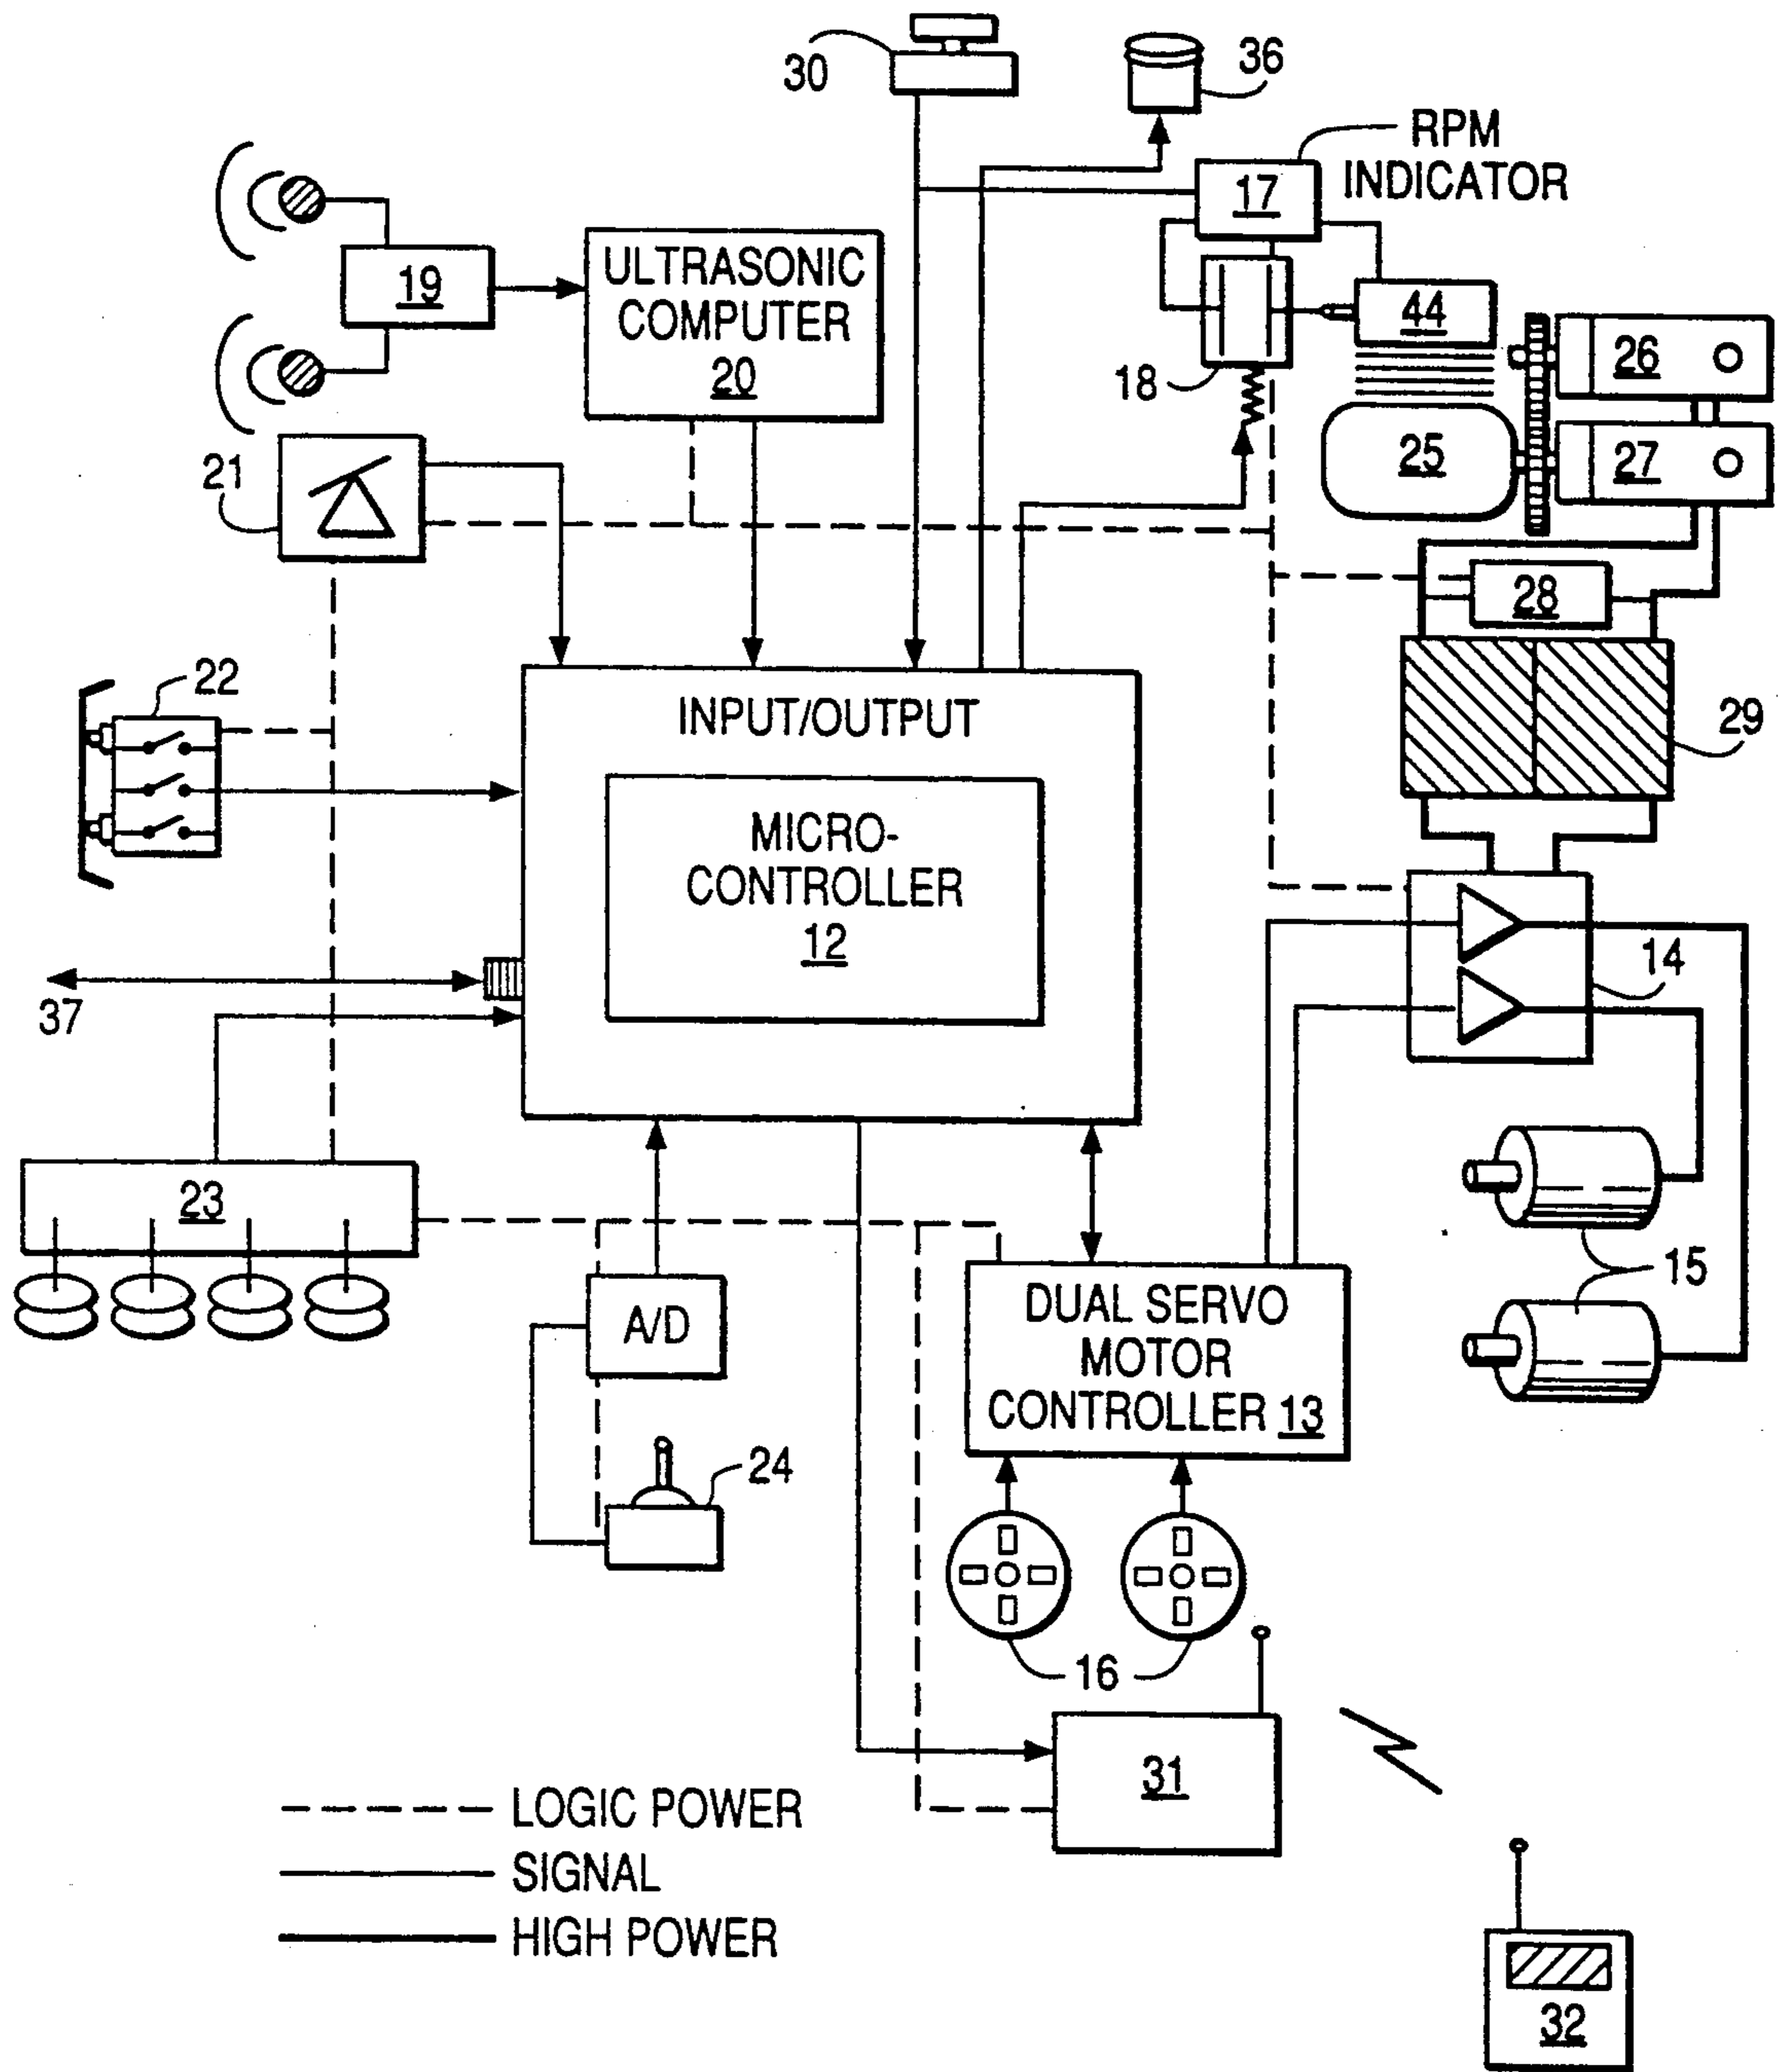 30
36
RPM
INDICATOR
17
19
ULTRASONIC
COMPUTER
20
44
18
26
25
27
21
28
22
29
INPUT/OUTPUT
MICRO-
CONTROLLER
12
14
37
23
A/D
DUAL SERVO
MOTOR
CONTROLLER 13
15
24
16
31
LOGIC POWER
SIGNAL
HIGH POWER
32